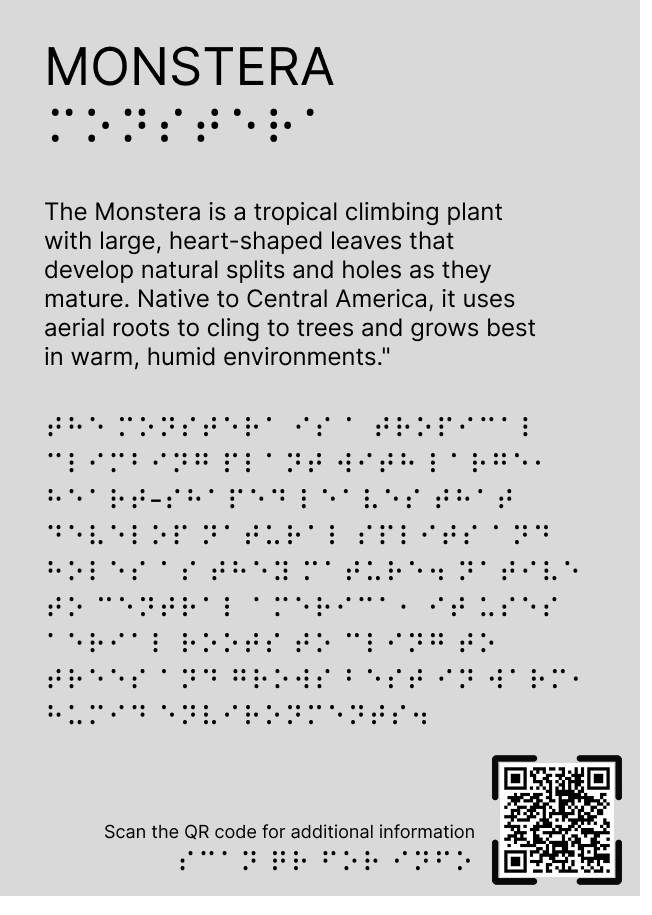 MONSTERA
⠍⠕⠝⠎⠞⠑⠗⠁
The Monstera is a tropical climbing plant
with large, heart-shaped leaves that
develop natural splits and holes as they
mature. Native to Central America, it uses
aerial roots to cling to trees and grows best
in warm, humid environments."
⠞⠓⠑ ⠍⠕⠝⠎⠞⠑⠗⠁ ⠊⠎ ⠁ ⠞⠗⠕⠏⠊⠉⠁⠇
⠉⠇⠊⠍⠃⠊⠝⠛ ⠏⠇⠁⠝⠞ ⠺⠊⠞⠓ ⠇⠁⠗⠛⠑⠂
⠓⠑⠁⠗⠞-⠎⠓⠁⠏⠑⠙ ⠇⠑⠁⠧⠑⠎ ⠞⠓⠁⠞
⠙⠑⠧⠑⠇⠕⠏ ⠝⠁⠞⠥⠗⠁⠇ ⠎⠏⠇⠊⠞⠎ ⠁⠝⠙
⠓⠕⠇⠑⠎ ⠁⠎ ⠞⠓⠑⠽ ⠍⠁⠞⠥⠗⠑⠲ ⠝⠁⠞⠊⠧⠑
⠞⠕ ⠉⠑⠝⠞⠗⠁⠇ ⠁⠍⠑⠗⠊⠉⠁⠂ ⠊⠞ ⠥⠎⠑⠎
⠁⠑⠗⠊⠁⠇ ⠗⠕⠕⠞⠎ ⠞⠕ ⠉⠇⠊⠝⠛ ⠞⠕
⠞⠗⠑⠑⠎ ⠁⠝⠙ ⠛⠗⠕⠺⠎ ⠃⠑⠎⠞ ⠊⠝ ⠺⠁⠗⠍⠂
⠓⠥⠍⠊⠙ ⠑⠝⠧⠊⠗⠕⠝⠍⠑⠝⠞⠎⠲
Scan the QR code for additional information
⠎⠉⠁⠝ ⠟⠗ ⠋⠕⠗ ⠊⠝⠋⠕